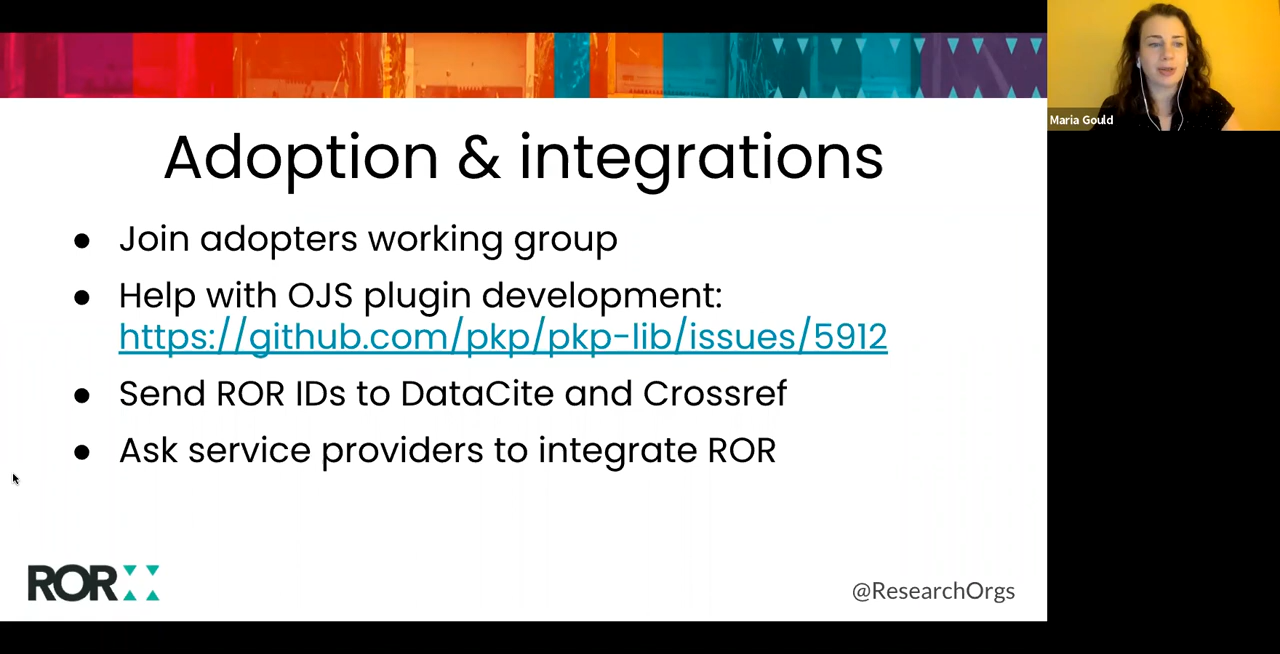 Adoption & integrations
● Join adopters working group
● Help with OJS plugin development:
https://github.com/pkp/pkp-lib/issues/5912
● Send ROR IDs to DataCite and Crossref
● Ask service providers to integrate ROR
ROR
@ResearchOrgs
Maria Gould